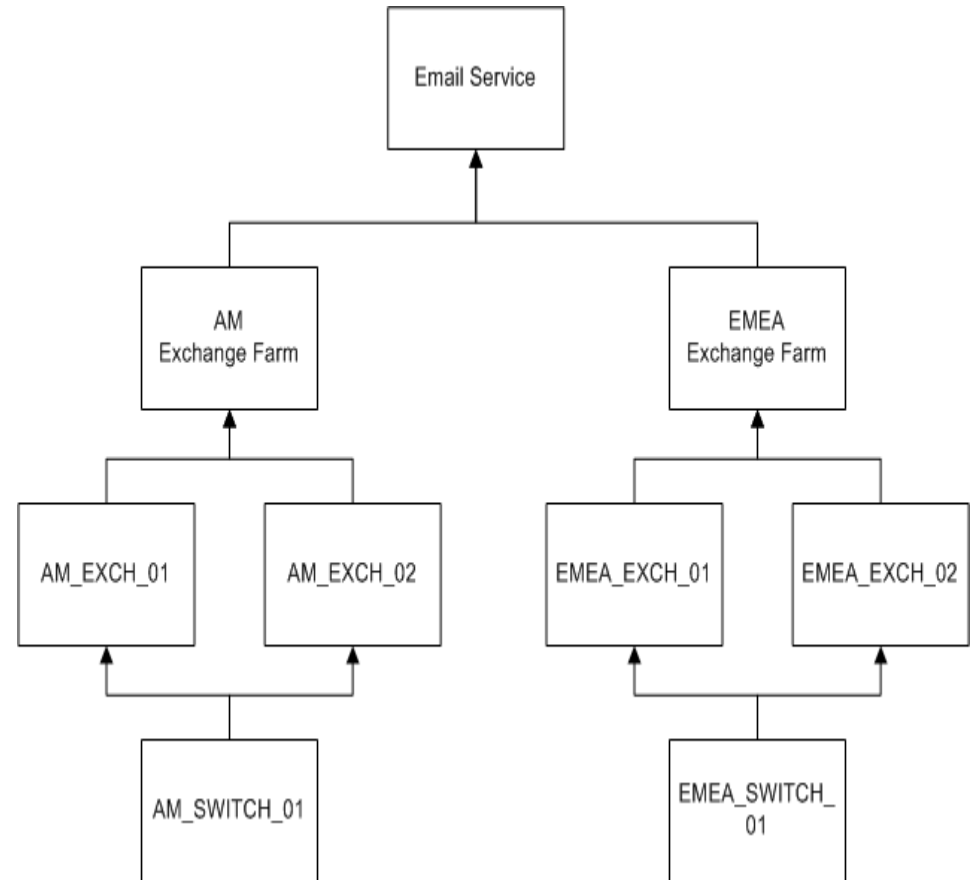 Email Service
AM
Exchange Farm
EMEA
Exchange Farm
AM_EXCH_01
AM_EXCH_02
EMEA_EXCH_01
EMEA_EXCH_02
AM_SWITCH_01
EMEA_SWITCH_
01